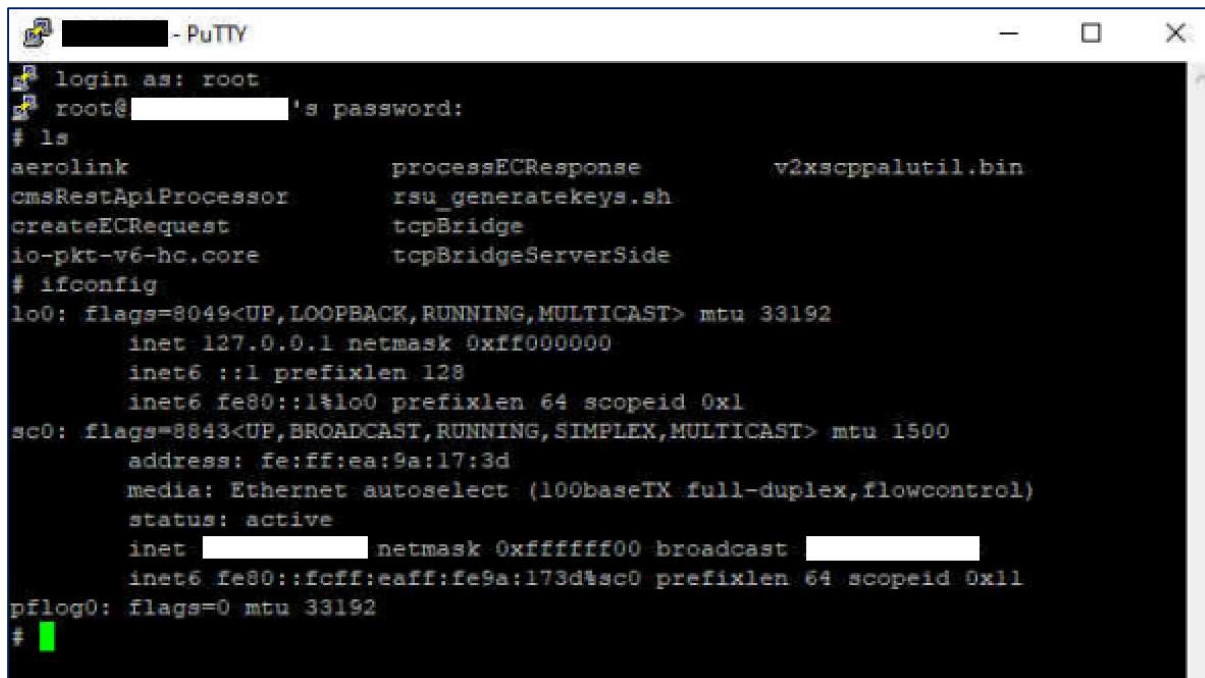 - PuTTY
login as: root
root@ 's password:
# ls
aerolink processECResponse v2xscppalutil.bin
cmsRestApiProcessor rsu_generatekeys.sh
createECRequest tcpBridge
io-pkt-v6-hc.core tcpBridgeServerSide
# ifconfig
lo0: flags=8049<UP,LOOPBACK,RUNNING,MULTICAST> mtu 33192
inet 127.0.0.1 netmask 0xff000000
inet6 ::1 prefixlen 128
inet6 fe80::1%lo0 prefixlen 64 scopeid 0x1
sc0: flags=8843<UP,BROADCAST,RUNNING,SIMPLEX,MULTICAST> mtu 1500
address: fe:ff:ea:9a:17:3d
media: Ethernet autoselect (100baseTX full-duplex,flowcontrol)
status: active
inet netmask 0xffffff00 broadcast
inet6 fe80::fcff:eaff:fe9a:173d%sc0 prefixlen 64 scopeid 0x11
pflog0: flags=0 mtu 33192
#